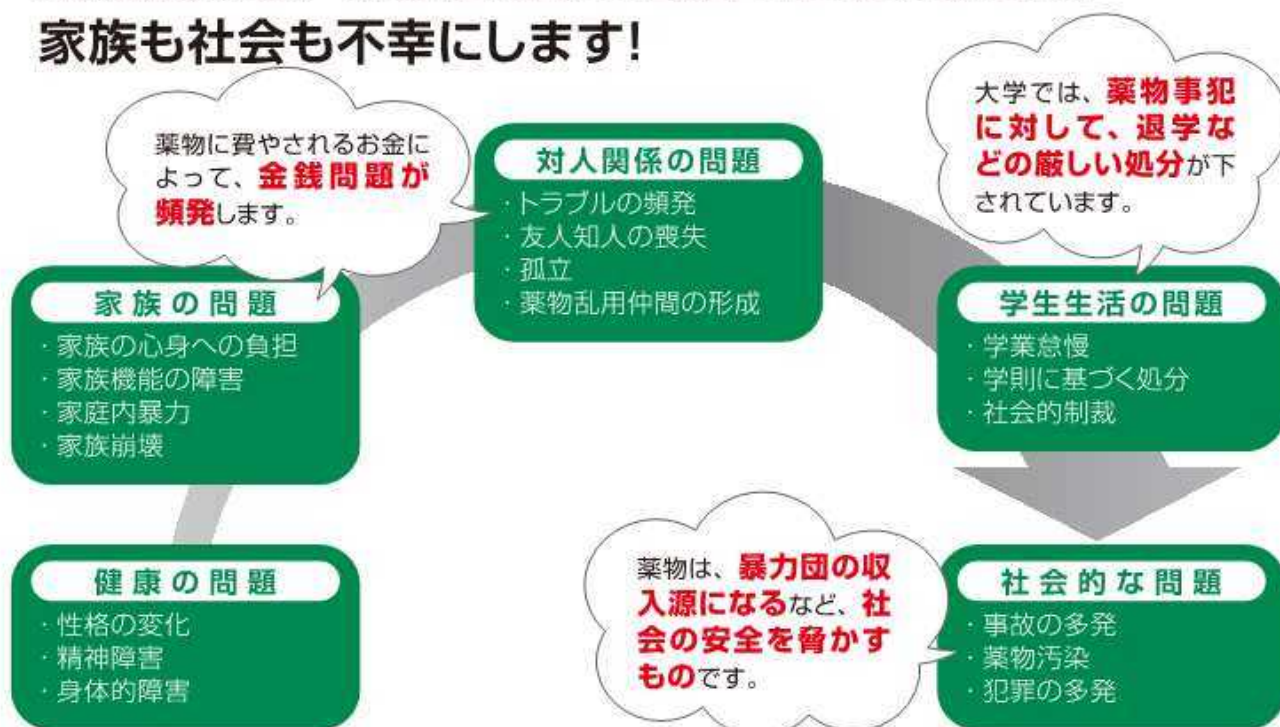 家族も社会も不幸にします!
薬物に費やされるお金に
よって、金銭問題が
頻発します。
対人関係の問題
・トラブルの頻発
・友人知人の喪失
・孤立
・薬物乱用仲間の形成
大学では、薬物事犯
に対して、退学な
どの厳しい処分が下
されています。
家族の問題
・家族の心身への負担
・家族機能の障害
・家庭内暴力
・家族崩壊
学生生活の問題
・学業怠慢
・学則に基づく処分
・社会的制裁
健康の問題
・性格の変化
・精神障害
・身体的障害
薬物は、暴力団の収
入源になるなど、社
会の安全を脅かす
ものです。
社会的な問題
・事故の多発
・薬物汚染
・犯罪の多発